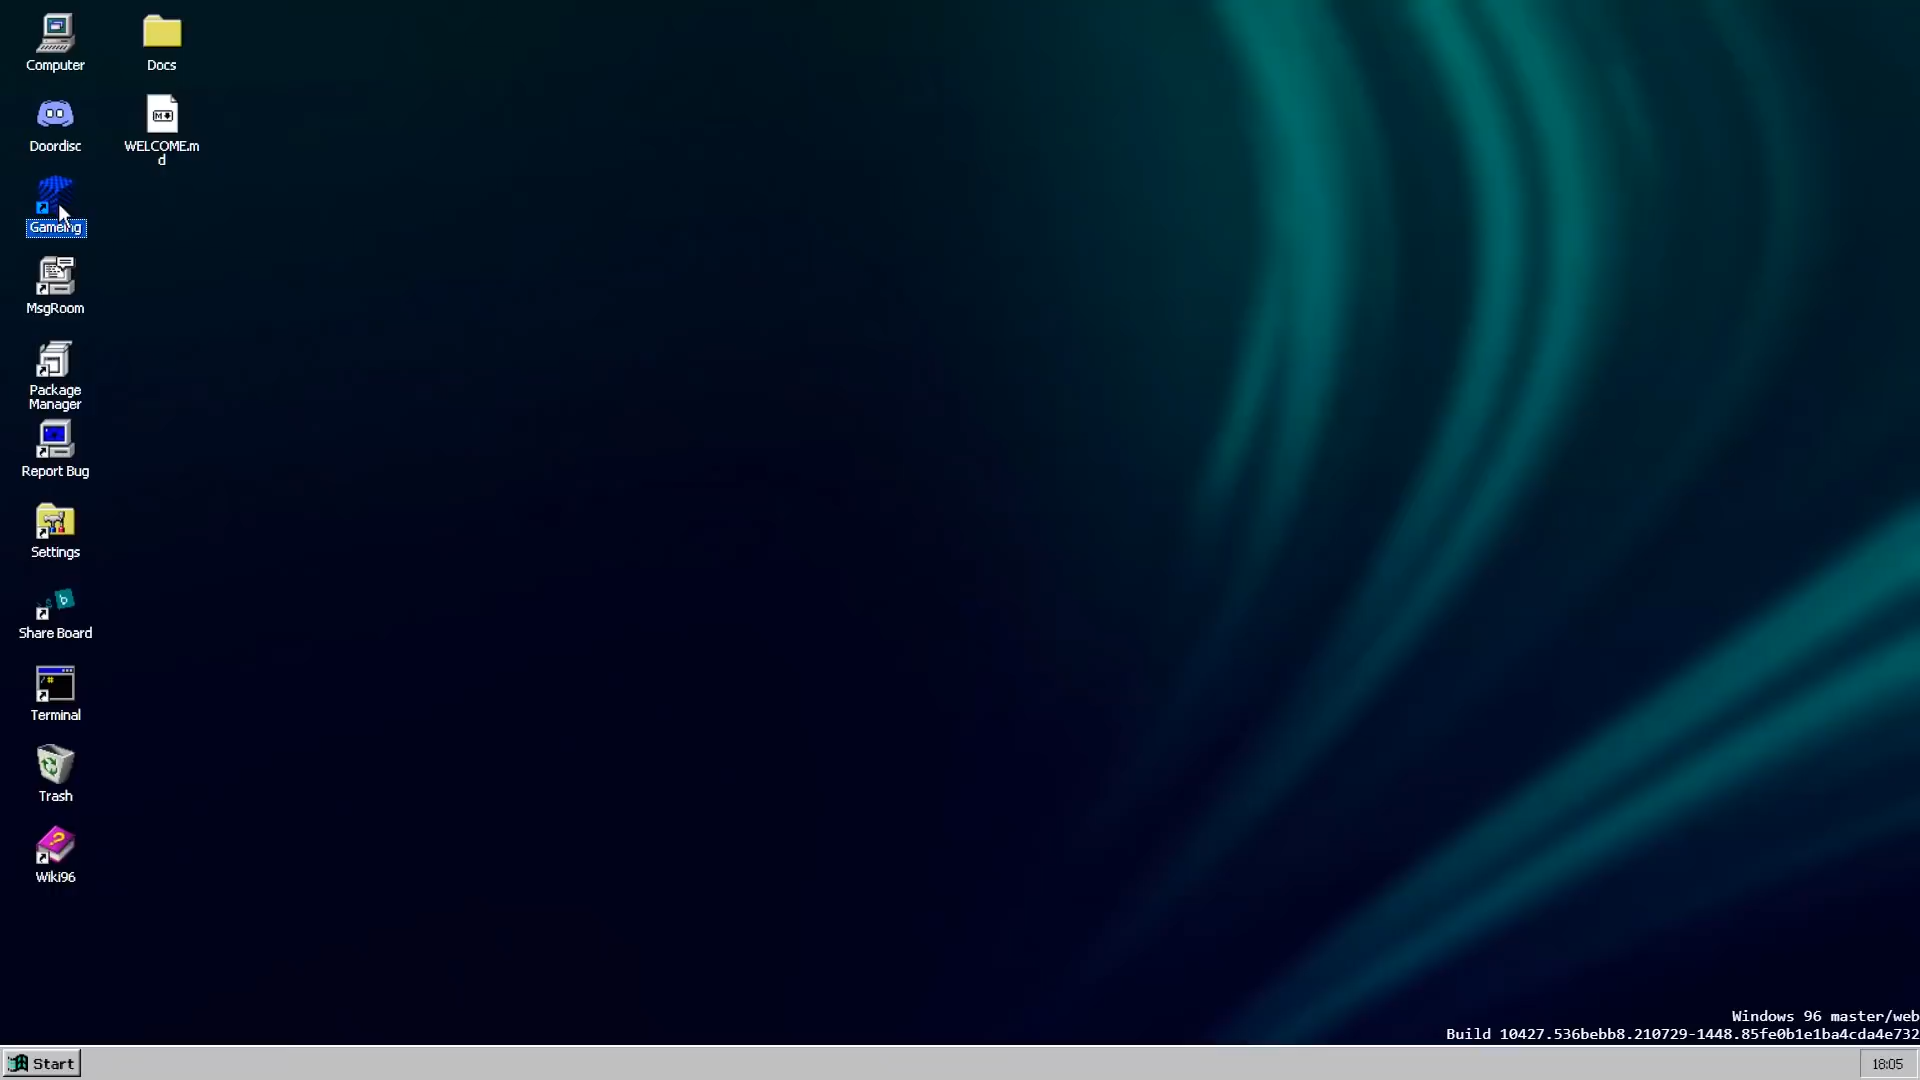 Computer
Docs
Doordisc
WELCOME.m
d
Gameing
MsgRoom
Package
Manager
Report Bug
Settings
Share Board
Terminal
Trash
Wiki96
Windows 96 master/web
Build 10427.536bebb8.210729-1448.85fe0b1e1ba4cda4e732
Start
18:05